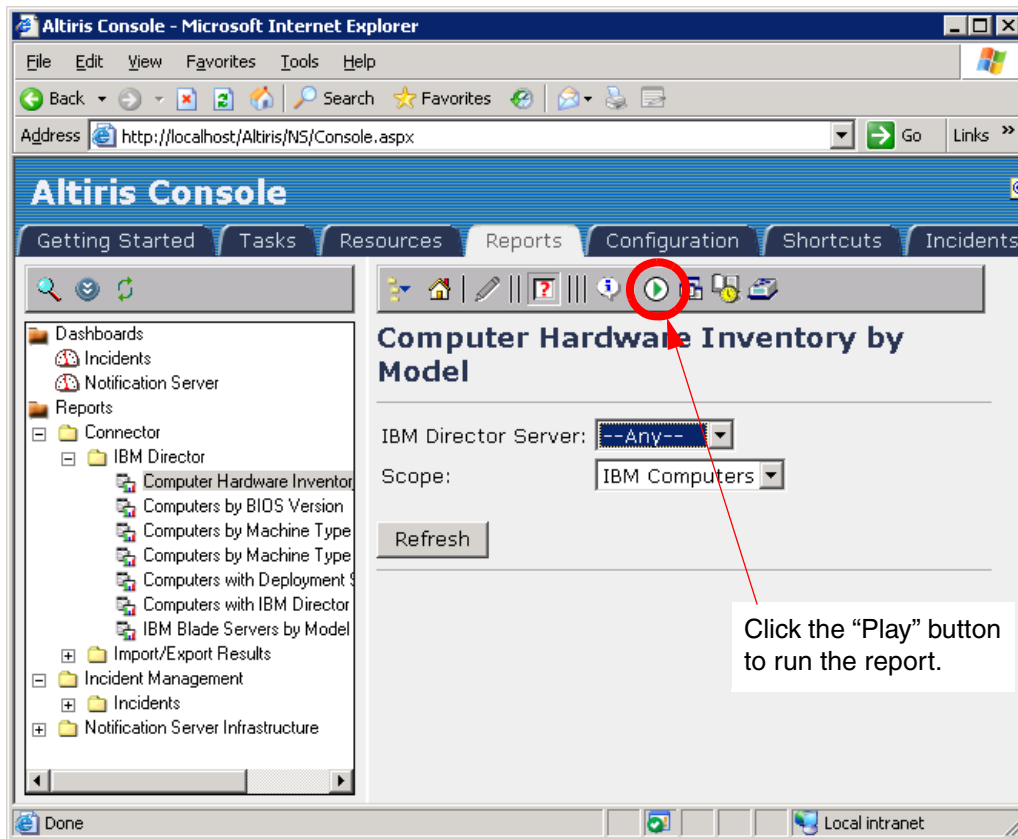 Altiris Console - Microsoft Internet Explorer
File Edit View Favorites Tools Help
Back Search Favorites
Address http://localhost/Altiris/NS/Console.aspx Go Links »
Altiris Console
Getting Started Tasks Resources Reports Configuration Shortcuts Incidents
Dashboards
Incidents
Notification Server
Reports
Connector
IBM Director
Computer Hardware Inventor
Computers by BIOS Version
Computers by Machine Type
Computers by Machine Type
Computers with Deployment
Computers with IBM Director
IBM Blade Servers by Model
Import/Export Results
Incident Management
Incidents
Notification Server Infrastructure
Computer Hardware Inventory by
Model
IBM Director Server: --Any--
Scope: IBM Computers
Refresh
Click the “Play” button
to run the report.
Done Local intranet